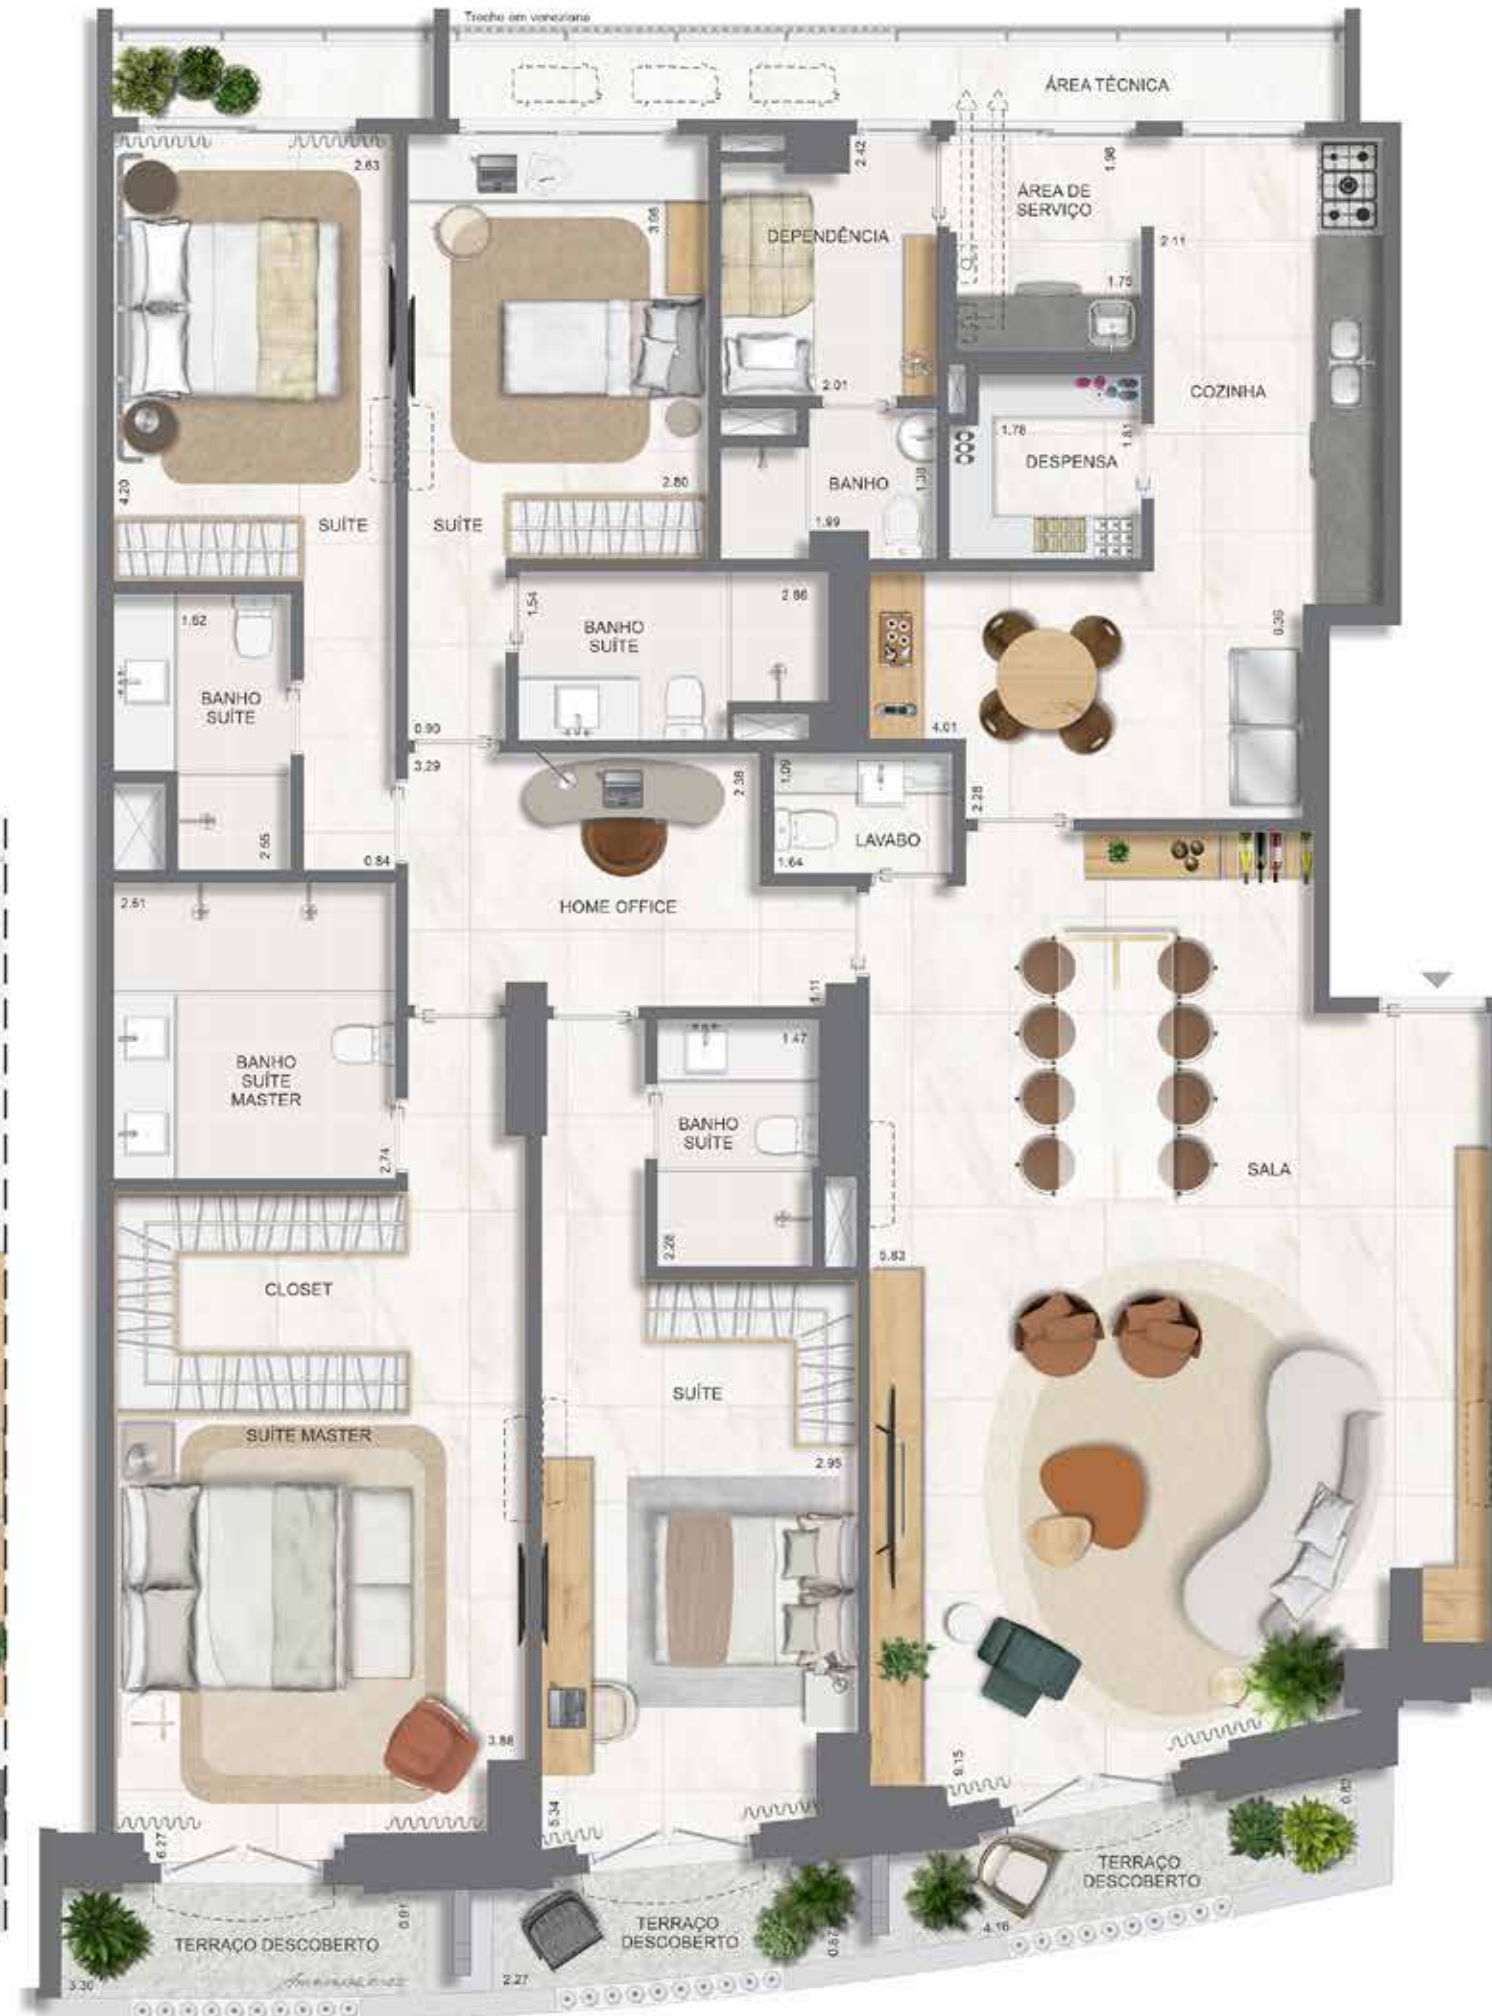 Trecho em veneziana
ÁREA TÉCNICA
2.63
3.96
2.42
1.98
ÁREA DE
SERVIÇO
DEPENDÊNCIA
2.11
1.75
2.01
COZINHA
1.78
1.81
DESPENSA
4.20
2.80
BANHO
1.38
1.99
SUÍTE
SUÍTE
1.54
2.86
1.62
BANHO
SUÍTE
6.36
BANHO
SUÍTE
0.90
4.01
3.29
2.38
1.09
2.28
LAVABO
2.55
0.84
1.64
2.61
HOME OFFICE
1.11
BANHO
SUÍTE
MASTER
1.47
BANHO
SUÍTE
2.74
SALA
2.28
5.83
CLOSET
SUÍTE
SUÍTE MASTER
2.95
3.88
9.15
0.82
5.34
6.27
TERRAÇO
DESCOBERTO
4.16
0.91
TERRAÇO
DESCOBERTO
0.87
TERRAÇO DESCOBERTO
3.30
2.27